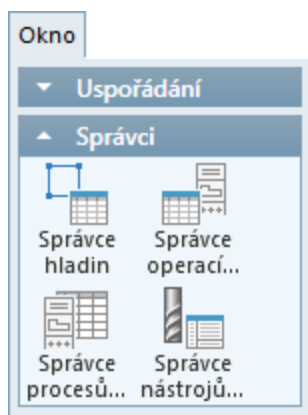 Okno
Uspořádání
Správci
Správce
hladin
Správce
operací...
Správce
procesů...
Správce
nástrojů...